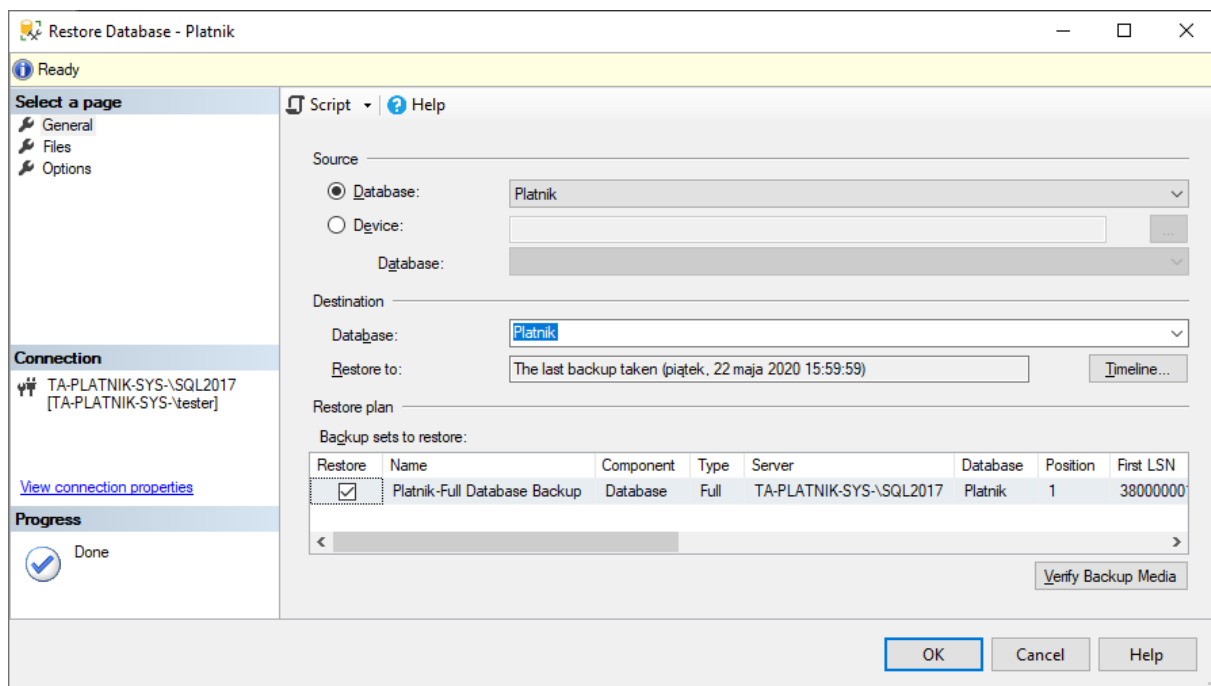 Restore Database - Platnik
Ready
Select a page
General
Files
Options
Script
Help
Source
Database:
Platnik
Device:
...
Database:
Destination
Database:
Platnik
Restore to:
The last backup taken (piątek, 22 maja 2020 15:59:59)
Timeline...
Restore plan
Backup sets to restore:
Restore Name Component Type Server Database Position First LSN
Platnik-Full Database Backup Database Full TA-PLATNIK-SYS-\SQL2017 Platnik 1 38000000
Verify Backup Media
Connection
TA-PLATNIK-SYS-\SQL2017
[TA-PLATNIK-SYS-\tester]
View connection properties
Progress
Done
OK Cancel Help